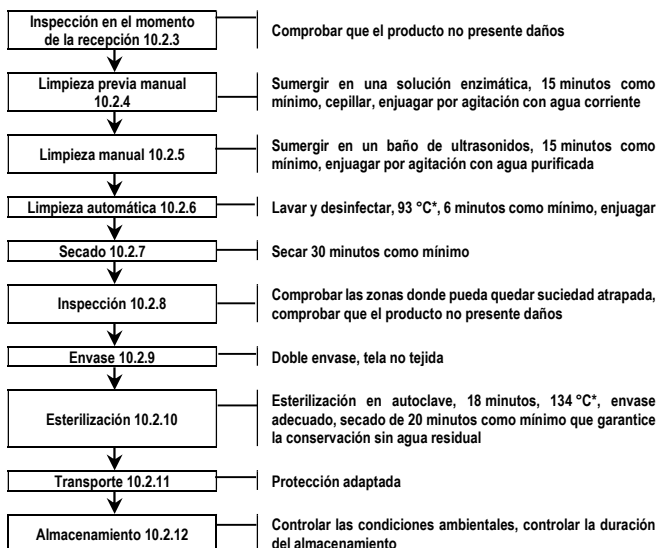 Inspección en el momento
de la recepción 10.2.3
Comprobar que el producto no presente daños
Limpieza previa manual
10.2.4
Sumergir en una solución enzimática, 15 minutos como
mínimo, cepillar, enjuagar por agitación con agua corriente
Limpieza manual 10.2.5
Sumergir en un baño de ultrasonidos, 15 minutos como
mínimo, enjuagar por agitación con agua purificada
Limpieza automática 10.2.6
Lavar y desinfectar, 93 °C*, 6 minutos como mínimo, enjuagar
Secado 10.2.7
Secar 30 minutos como mínimo
Inspección 10.2.8
Comprobar las zonas donde pueda quedar suciedad atrapada,
comprobar que el producto no presente daños
Envase 10.2.9
Doble envase, tela no tejida
Esterilización 10.2.10
Esterilización en autoclave, 18 minutos, 134 °C*, envase
adecuado, secado de 20 minutos como mínimo que garantice
la conservación sin agua residual
Transporte 10.2.11
Protección adaptada
Almacenamiento 10.2.12
Controlar las condiciones ambientales, controlar la duración
del almacenamiento